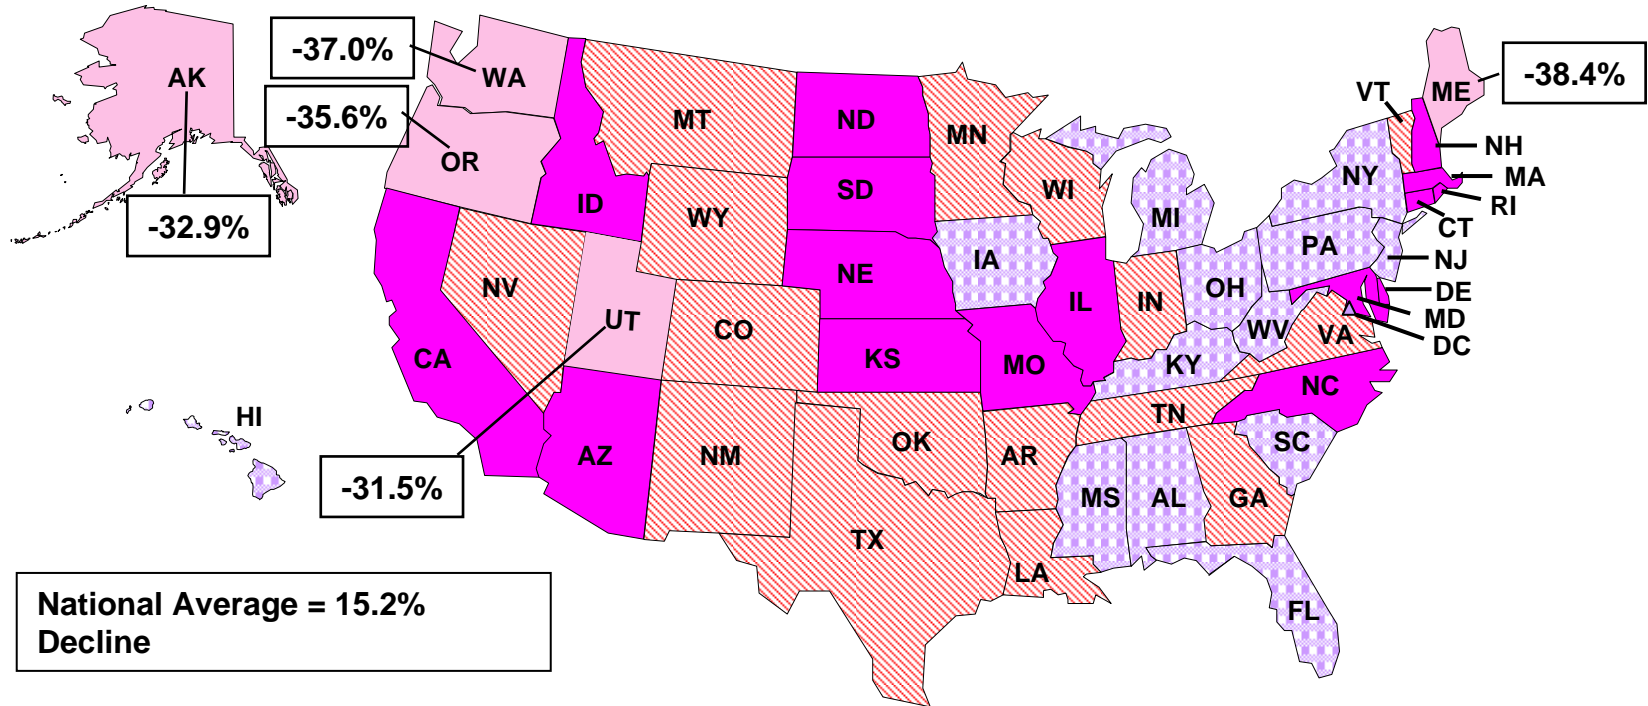 -37.0%
-38.4%
AK
WA
VT
ME
-35.6%
MT
ND
MN
OR
NH
WI
NY
MA
SD
ID
RI
-32.9%
WY
MI
CT
PA
IA
NJ
NE
NV
OH
DE
IL
IN
UT
CO
MD
WV
VA
DC
CA
KS
MO
KY
NC
HI
TN
OK
SC
AZ
NM
AR
-31.5%
MS
AL
GA
TX
LA
National Average = 15.2%
Decline
FL